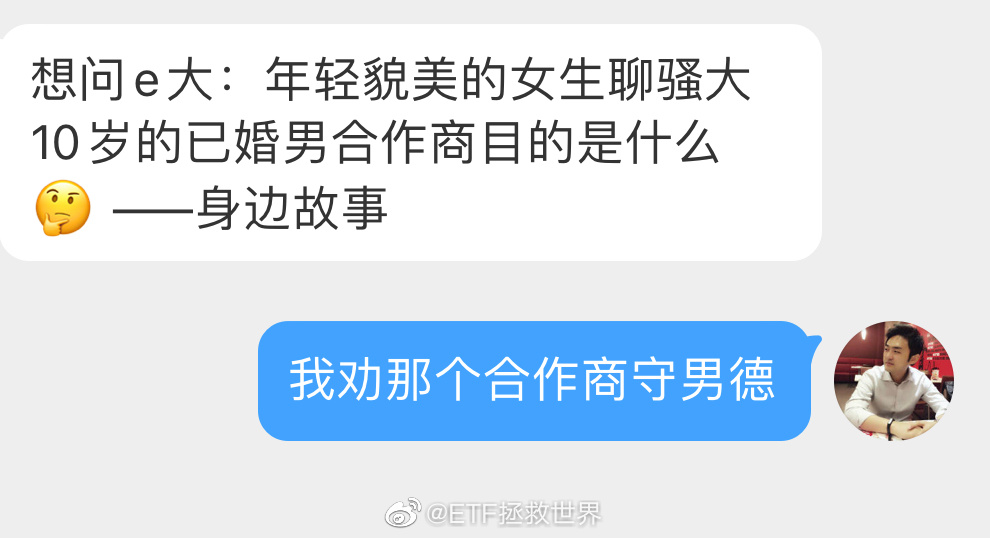 想问e大：年轻貌美的女生聊骚大
10岁的已婚男合作商目的是什么
🤔 ——身边故事
我劝那个合作商守男德
@ETF拯救世界